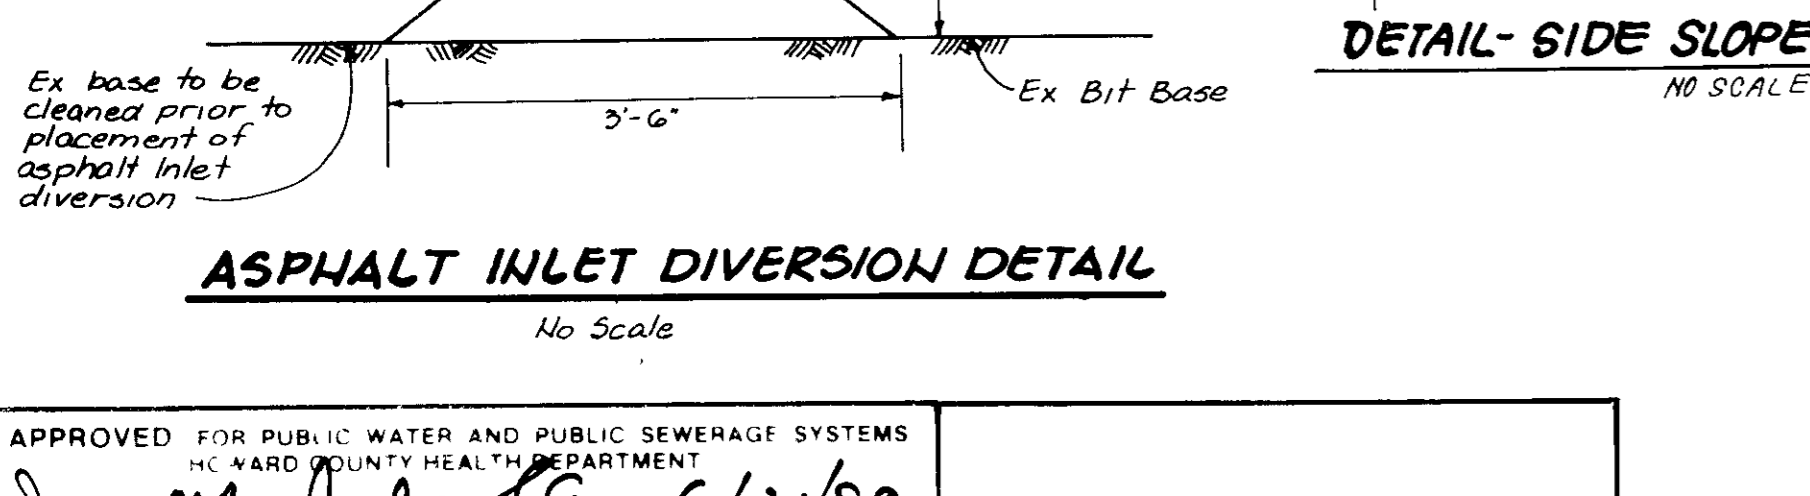 DETAIL- SIDE SLOPE
NO SCALE
Ex base to be
cleaned prior to
placement of
asphalt Inlet
diversion
3'-6"
Ex Bit Base
ASPHALT INLET DIVERSION DETAIL
No Scale
APPROVED FOR PUBLIC WATER AND PUBLIC SEWERAGE SYSTEMS
HOWARD COUNTY HEALTH DEPARTMENT